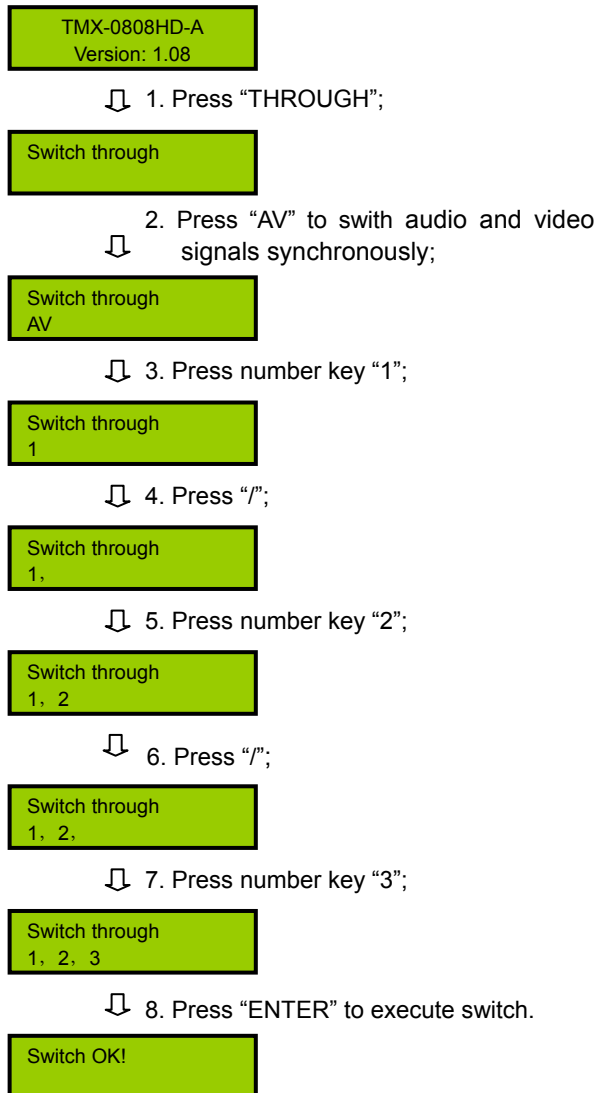 TMX-0808HD-A
Version: 1.08
1. Press “THROUGH”;
Switch through
2. Press “AV” to swith audio and video
signals synchronously;
Switch through
AV
3. Press number key “1”;
Switch through
1
4. Press “/”;
Switch through
1，
5. Press number key “2”;
Switch through
1，2
6. Press “/”;
Switch through
1，2，
7. Press number key “3”;
Switch through
1，2，3
8. Press “ENTER” to execute switch.
Switch OK!